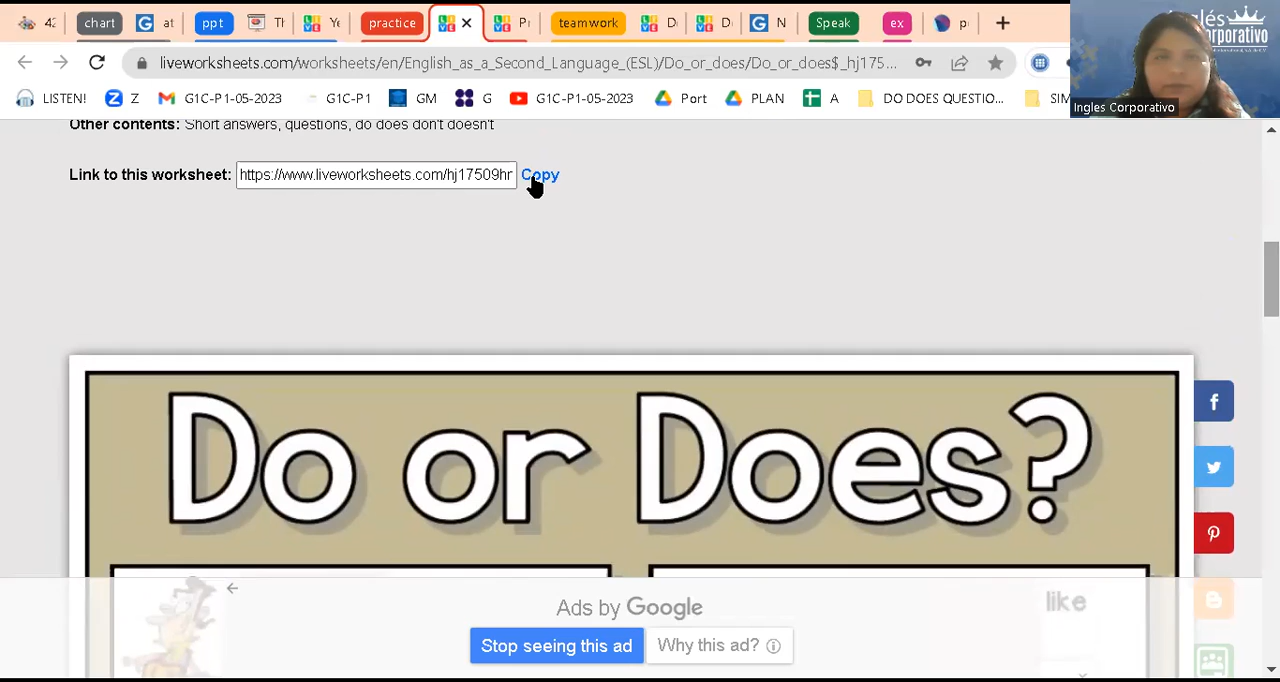 42 chart at ppt Th Ye practice Pr teamwork D D N Speak ex p
liveworksheets.com/worksheets/en/English_as_a_Second_Language_(ESL)/Do_or_does/Do_or_does$_hj175...
LISTEN! Z G1C-P1-05-2023 G1C-P1 GM G G1C-P1-05-2023 Port PLAN A DO DOES QUESTIO... SIM
Inglés
Corporativo
Ingles Corporativo
Other contents: Short answers, questions, do does don't doesn't
Link to this worksheet: https://www.liveworksheets.com/hj17509hr Copy
Do or Does?
like
Ads by Google
Stop seeing this ad Why this ad?